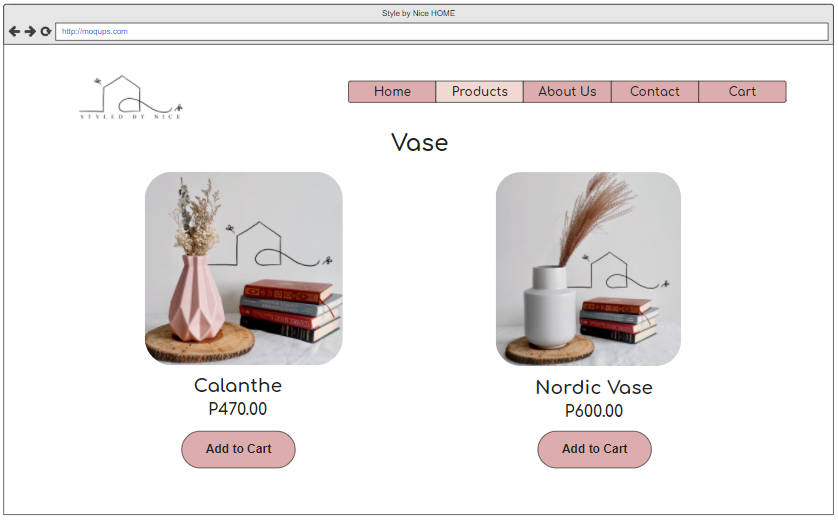 Style by Nice HOME
http://moqups.com
STYLED BY NICE
Home Products About Us Contact Cart
Vase
Calanthe
P470.00
Add to Cart
Nordic Vase
P600.00
Add to Cart